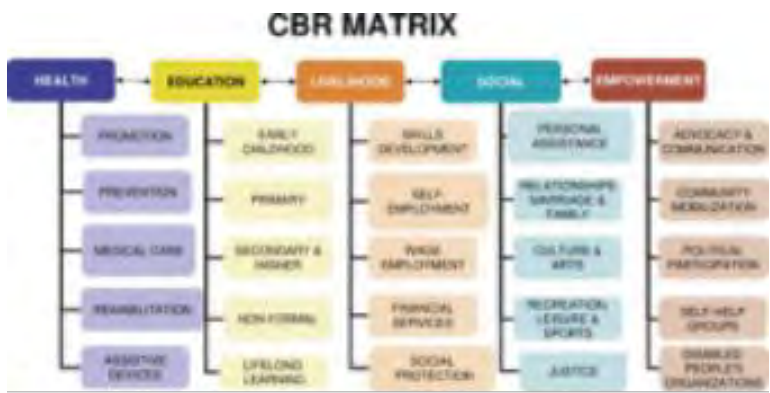 CBR MATRIX
HEALTH
EDUCATION
LIVELIHOOD
SOCIAL
EMPOWERMENT
PROMOTION
PREVENTION
MEDICAL CARE
REHABILITATION
ASSISTIVE
DEVICES
EARLY
CHILDHOOD
PRIMARY
SECONDARY &
HIGHER
NON-FORMAL
LIFELONG
LEARNING
SKILLS
DEVELOPMENT
SELF-
EMPLOYMENT
WAGE
EMPLOYMENT
FINANCIAL
SERVICES
SOCIAL
PROTECTION
PERSONAL
ASSISTANCE
RELATIONSHIPS
MARRIAGE &
FAMILY
CULTURE &
ARTS
RECREATION,
LEISURE &
SPORTS
JUSTICE
ADVOCACY &
COMMUNICATION
COMMUNITY
MOBILIZATION
POLITICAL
PARTICIPATION
SELF-HELP
GROUPS
DISABLED
PEOPLE'S
ORGANIZATIONS